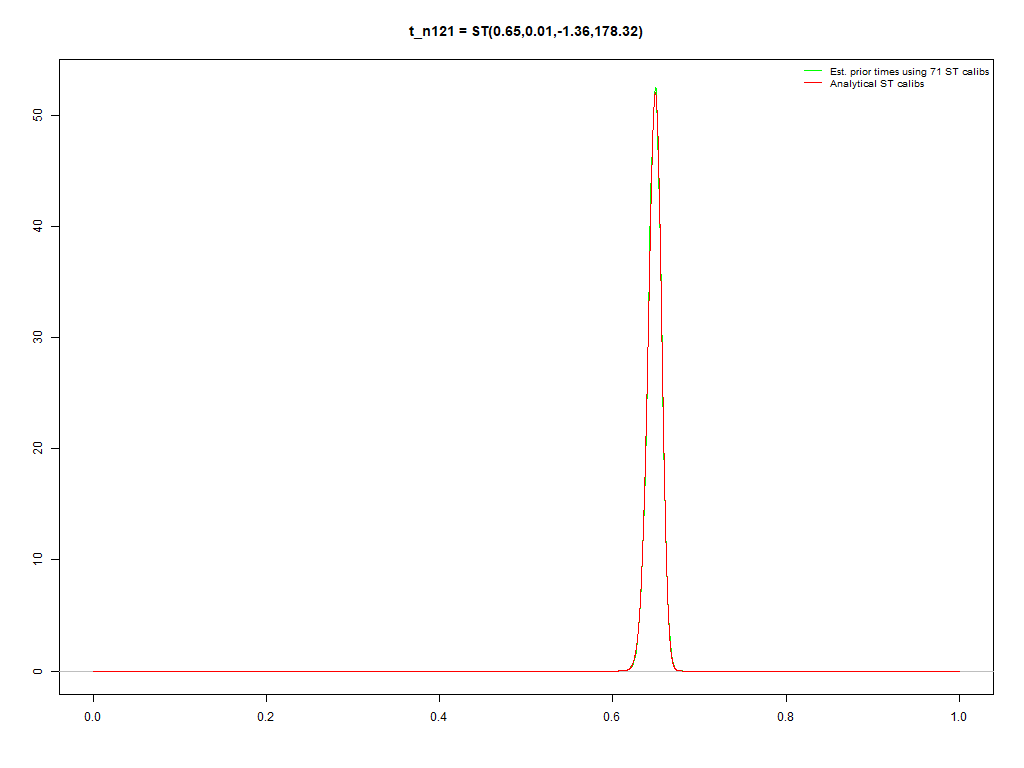 t_n121 = ST(0.65,0.01,-1.36,178.32)
Est. prior times using 71 ST calibs
Analytical ST calibs
50
40
30
20
10
0
0.0 0.2 0.4 0.6 0.8 1.0